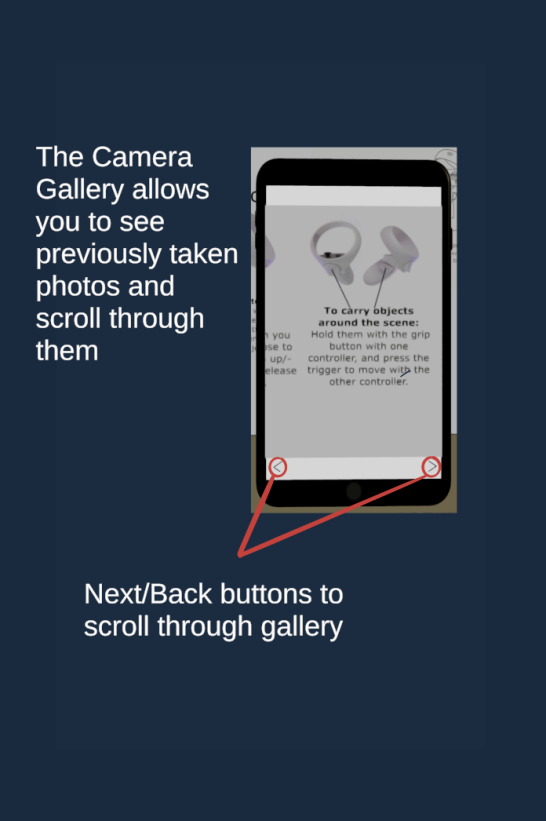 The Camera
Gallery allows
you to see
previously taken
photos and
scroll through
them
To carry objects
around the scene:
Hold them with the grip
button with one
controller, and press the
trigger to move with the
other controller.
you
se to
up/-
elease
<
>
Next/Back buttons to
scroll through gallery